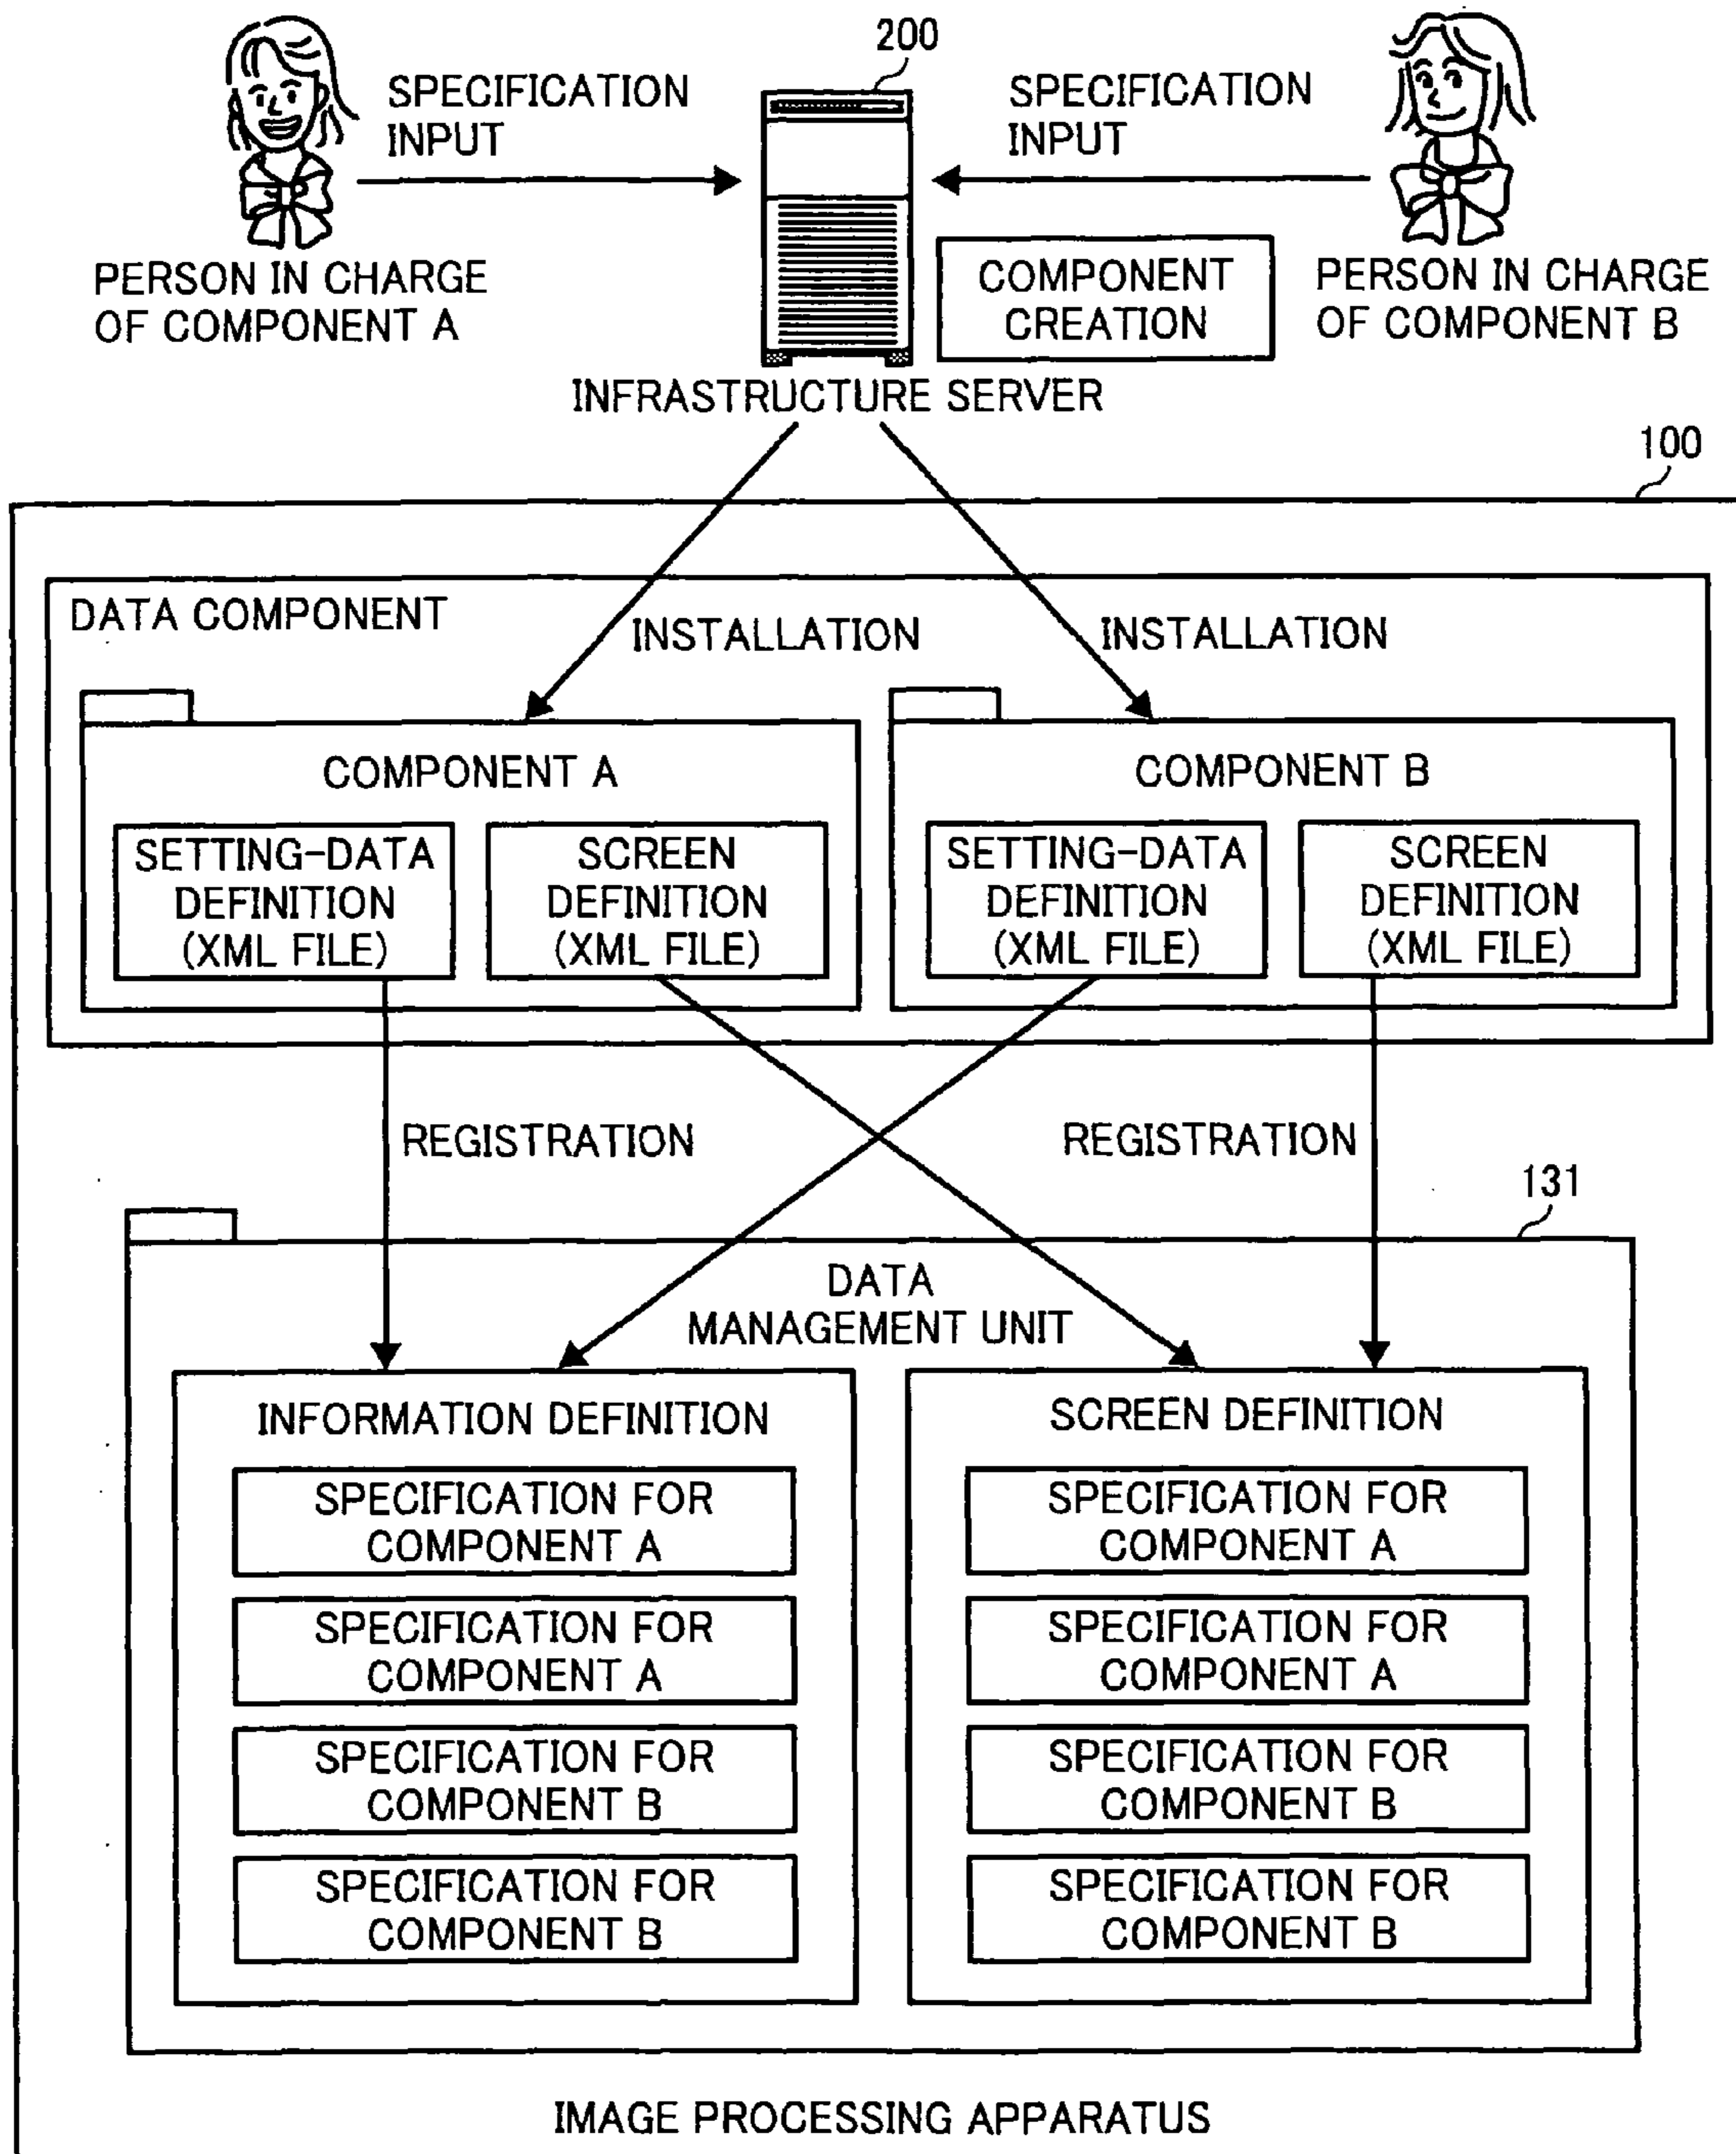 200
SPECIFICATION
INPUT
SPECIFICATION
INPUT
PERSON IN CHARGE
OF COMPONENT A
COMPONENT
CREATION
PERSON IN CHARGE
OF COMPONENT B
INFRASTRUCTURE SERVER
100
DATA COMPONENT
INSTALLATION
INSTALLATION
COMPONENT A
SETTING-DATA
DEFINITION
(XML FILE)
SCREEN
DEFINITION
(XML FILE)
COMPONENT B
SETTING-DATA
DEFINITION
(XML FILE)
SCREEN
DEFINITION
(XML FILE)
REGISTRATION
REGISTRATION
131
DATA
MANAGEMENT UNIT
INFORMATION DEFINITION
SPECIFICATION FOR
COMPONENT A
SPECIFICATION FOR
COMPONENT A
SPECIFICATION FOR
COMPONENT B
SPECIFICATION FOR
COMPONENT B
SCREEN DEFINITION
SPECIFICATION FOR
COMPONENT A
SPECIFICATION FOR
COMPONENT A
SPECIFICATION FOR
COMPONENT B
SPECIFICATION FOR
COMPONENT B
IMAGE PROCESSING APPARATUS